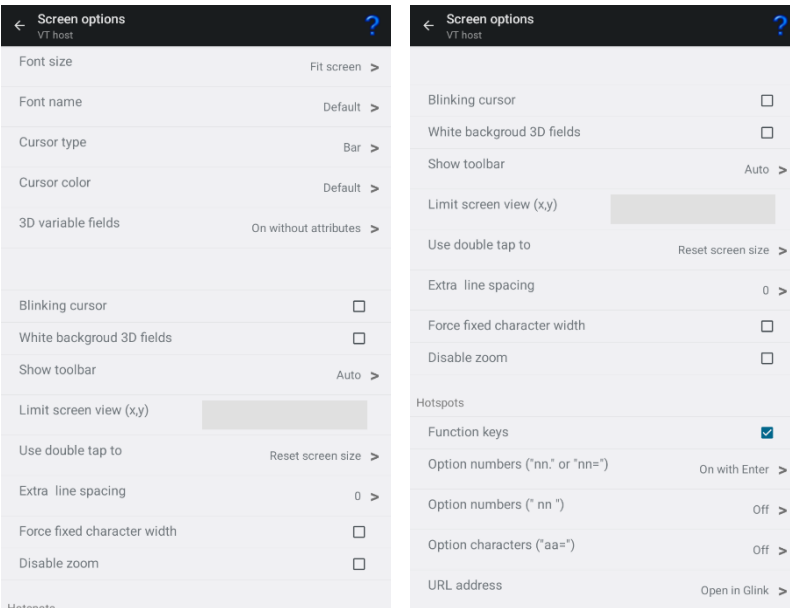 Screen options
VT host
?
Font size
Fit screen >
Font name
Default >
Cursor type
Bar >
Cursor color
Default >
3D variable fields
On without attributes >
Blinking cursor
White backgroud 3D fields
Show toolbar
Auto >
Limit screen view (x,y)
Use double tap to
Reset screen size >
Extra line spacing
0 >
Force fixed character width
Disable zoom
Hotspots
Screen options
VT host
?
Blinking cursor
White backgroud 3D fields
Show toolbar
Auto >
Limit screen view (x,y)
Use double tap to
Reset screen size >
Extra line spacing
0 >
Force fixed character width
Disable zoom
Hotspots
Function keys
Option numbers ("nn." or "nn=")
On with Enter >
Option numbers (" nn ")
Off >
Option characters ("aa=")
Off >
URL address
Open in Glink >